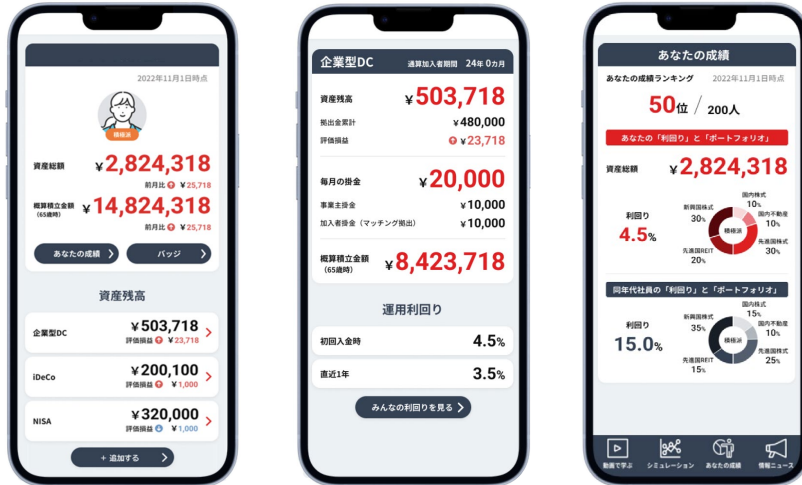 2022年11月1日時点
積極派
資産総額 ¥2,824,318
前月比 ¥25,718
概算積立金額 ¥14,824,318
(65歳時)
前月比 ¥25,718
あなたの成績
バッジ
資産残高
企業型DC ¥503,718
評価損益 ¥23,718
iDeCo ¥200,100
評価損益 ¥1,000
NISA ¥320,000
評価損益 ¥1,000
+ 追加する
企業型DC 通算加入者期間 24年 0ヵ月
資産残高 ¥503,718
拠出金累計 ¥480,000
評価損益 ¥23,718
毎月の掛金 ¥20,000
事業主掛金 ¥10,000
加入者掛金(マッチング拠出) ¥10,000
概算積立金額 ¥8,423,718
(65歳時)
運用利回り
初回入金時 4.5%
直近1年 3.5%
みんなの利回りを見る
あなたの成績
あなたの成績ランキング 2022年11月1日時点
50位 / 200人
あなたの「利回り」と「ポートフォリオ」
資産総額 ¥2,824,318
利回り
4.5%
国内株式
10%
新興国株式
30%
国内不動産
10%
積極派
先進国株式
30%
先進国REIT
20%
同年代社員の「利回り」と「ポートフォリオ」
利回り
15.0%
国内株式
15%
新興国株式
35%
国内不動産
10%
積極派
先進国株式
25%
先進国REIT
15%
動画で学ぶ
シミュレーション
あなたの成績
情報ニュース